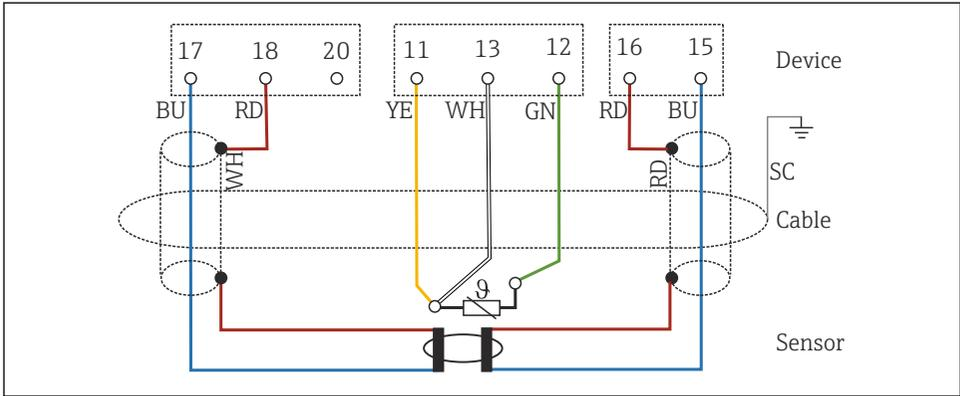 17 18 20 11 13 12 16 15 Device
BU RD YE WH GN RD BU
WH RD SC
Cable
ϑ
Sensor